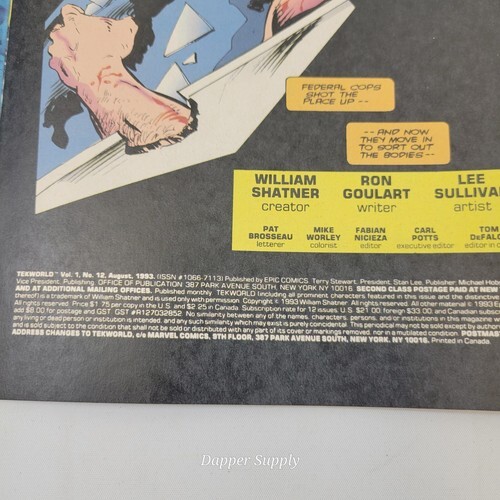 FEDERAL COPS
SHOT THE
PLACE UP --
-- AND NOW
THEY MOVE IN
TO SORT OUT
THE BODIES --
WILLIAM
SHATNER
creator
RON
GOULART
writer
LEE
SULLIVA
artist
PAT
BROSSEAU
letterer
MIKE
WORLEY
colorist
FABIAN
NICIEZA
editor
CARL
POTTS
executive editor
TOM
DeFALC
editor in c
TEKWORLD™ Vol. 1, No. 12, August, 1993. (ISSN #1066-7113) Published by EPIC COMICS. Terry Stewart, President. Stan Lee, Publisher. Michael Hobs
Vice President, Publishing. OFFICE OF PUBLICATION: 387 PARK AVENUE SOUTH, NEW YORK, NY 10016. SECOND CLASS POSTAGE PAID AT NEW
AND AT ADDITIONAL MAILING OFFICES. Published monthly. TEKWORLD (including all prominent characters featured in this issue and the distinctive
thereof) is a trademark of William Shatner and is used only with permission. Copyright © 1993 William Shatner. All rights reserved.
All rights reserved. Price $1.75 per copy in the U.S. and $2.25 in Canada. Subscription rate for 12 issues: U.S. $21.00; foreign $33.00; and Canadian subsc
add $8.00 for postage and GST. GST #R127032852. No similarity between any of the names, characters, persons, and/or institutions in this magazine w
any living or dead person or institution is intended, and any such similarity which may exist is purely coincidental. This periodical may not be sold except by author
and is sold subject to the condition that shall not be sold or distributed with any part of its cover or markings removed, nor in a mutilated condition. POSTMAS
ADDRESS CHANGES TO TEKWORLD, c/o MARVEL COMICS, 9TH FLOOR, 387 PARK AVENUE SOUTH, NEW YORK, N.Y. 10016. Printed in Canada.
Dapper Supply